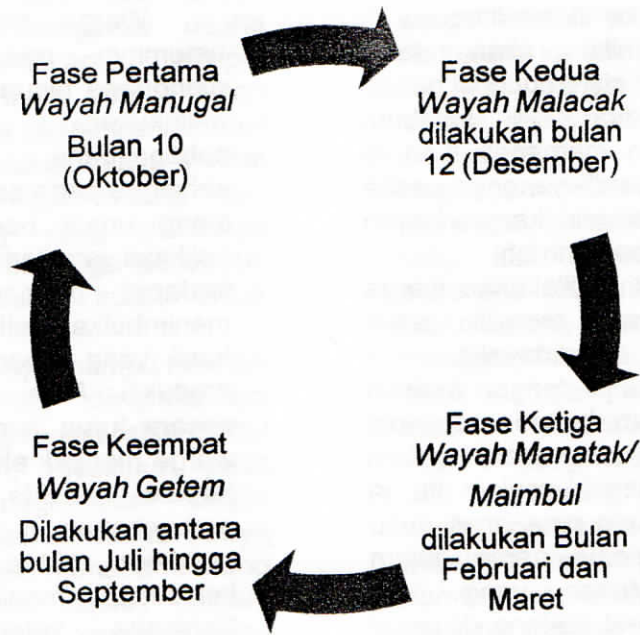 Fase Pertama
Wayah Manugal
Bulan 10
(Oktober)
Fase Kedua
Wayah Malacak
dilakukan bulan
12 (Desember)
Fase Ketiga
Wayah Manatak/
Maimbul
dilakukan Bulan
Februari dan
Maret
Fase Keempat
Wayah Getem
Dilakukan antara
bulan Juli hingga
September